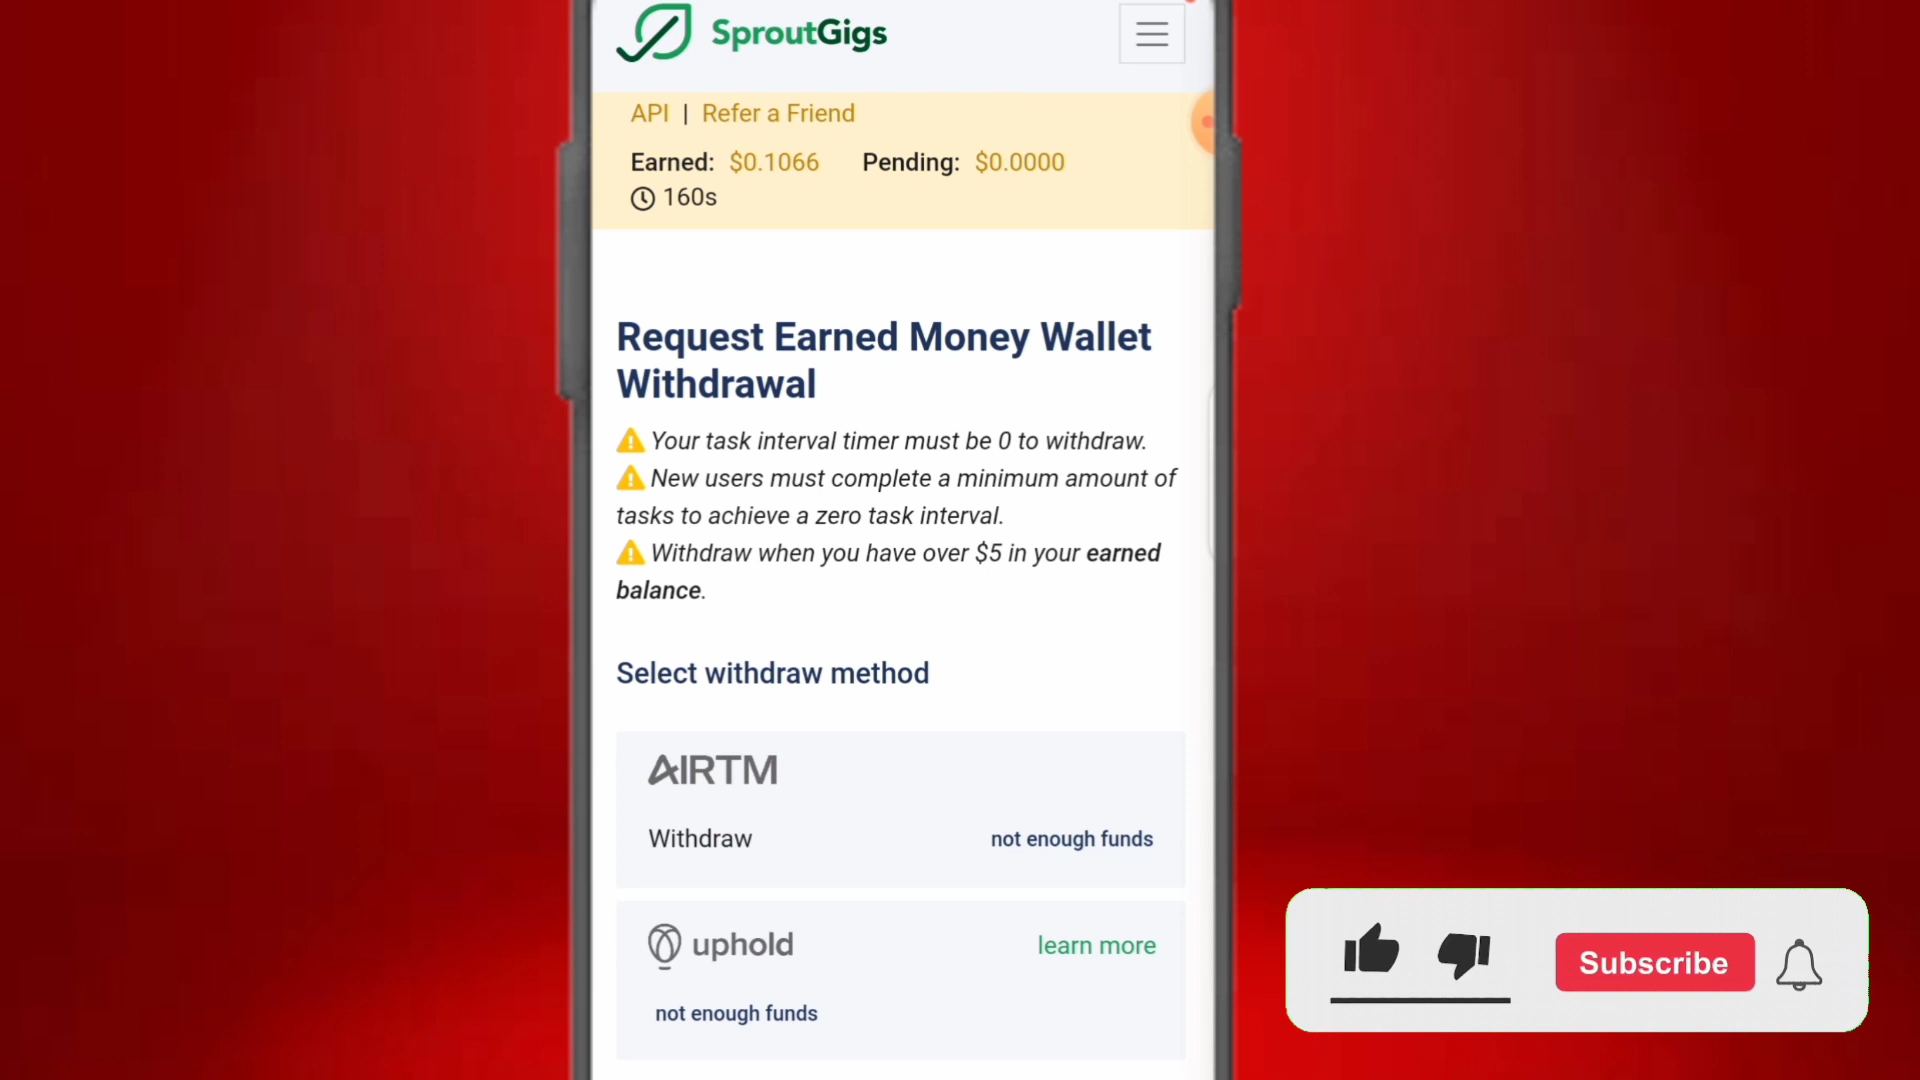 SproutGigs
API | Refer a Friend
Earned: $0.1066 Pending: $0.0000
160s
Request Earned Money Wallet
Withdrawal
Your task interval timer must be 0 to withdraw.
New users must complete a minimum amount of
tasks to achieve a zero task interval.
Withdraw when you have over $5 in your earned
balance.
Select withdraw method
AIRTM
Withdraw not enough funds
uphold learn more
not enough funds
Subscribe